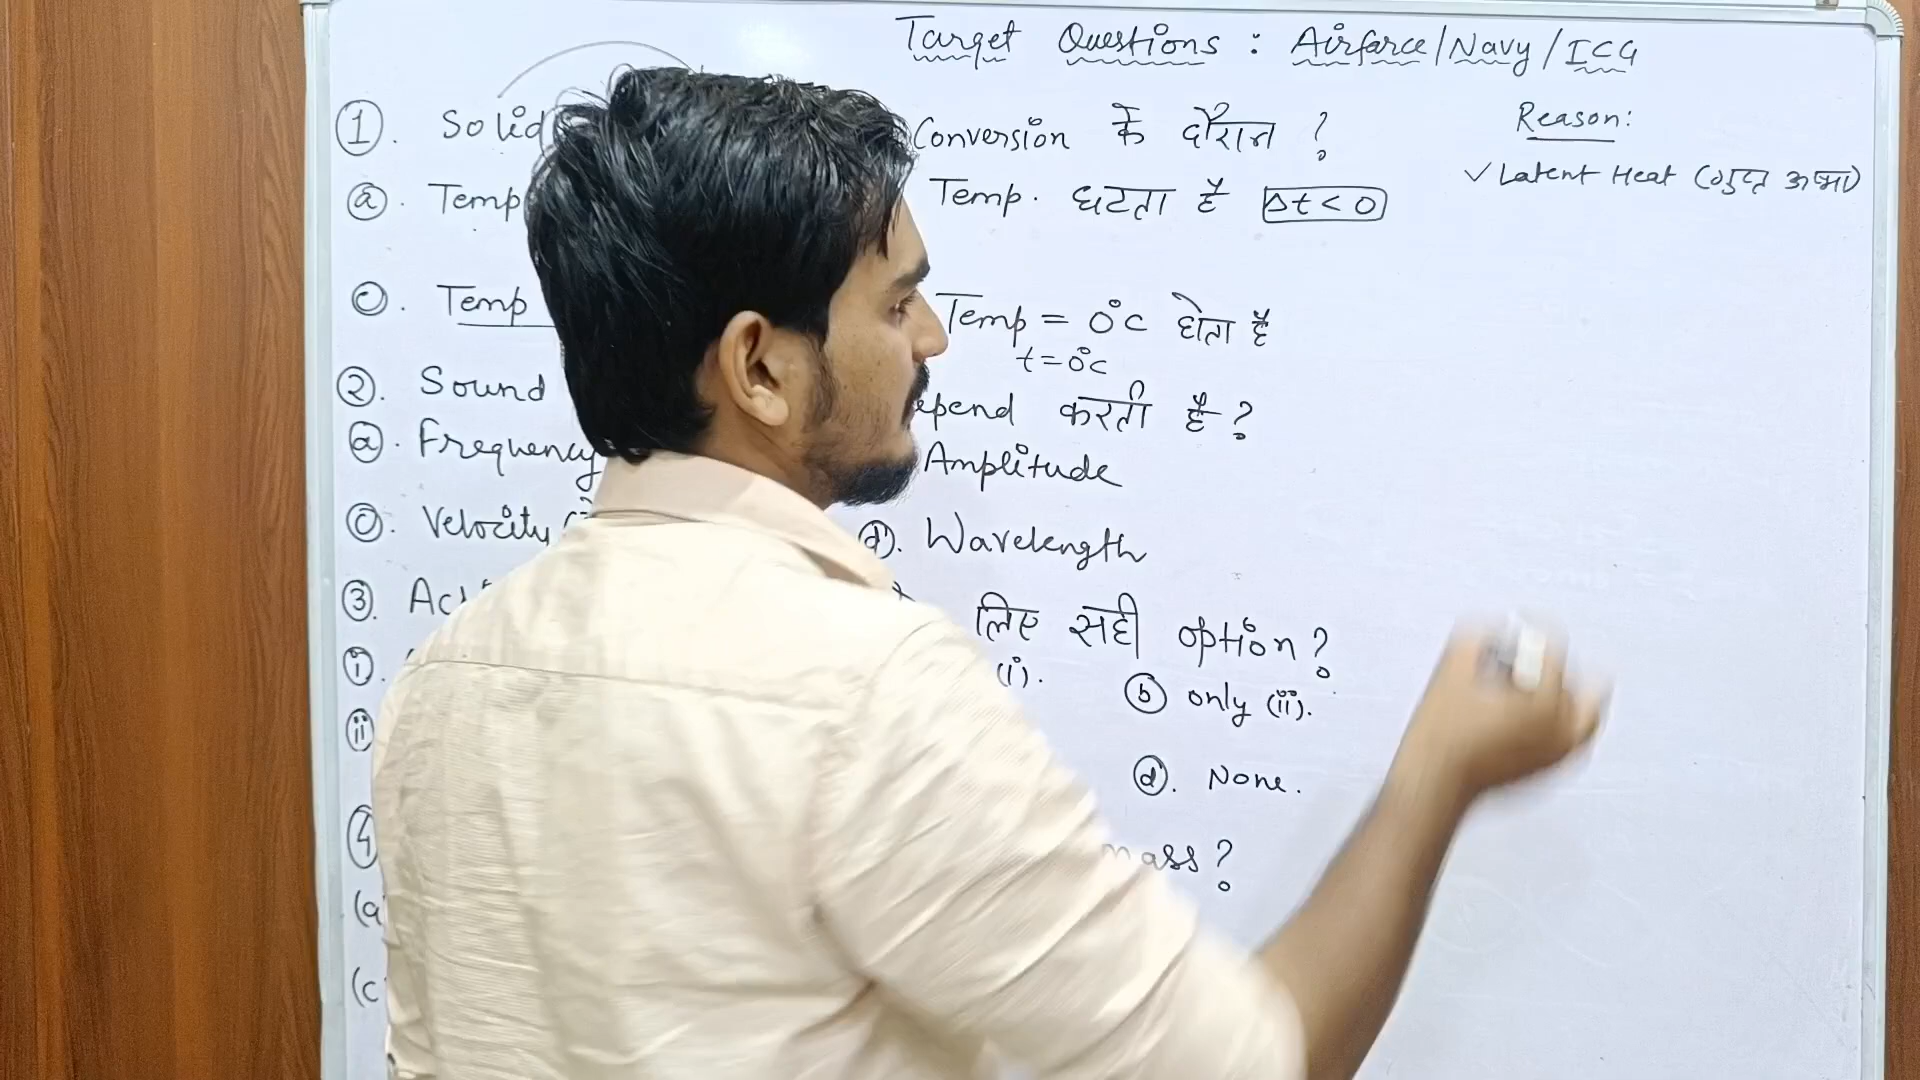 Target Questions : Airforce/Navy/ICG
1. Solid Conversion के दौरान ?
Reason:
✓ Latent Heat (गुप्त ऊष्मा)
a. Temp Temp. घटता है Δt < 0
c. Temp Temp = 0°C होता है
t = 0°C
2. Sound epend करती है ?
a. Frequency Amplitude
c. Velocity d. Wavelength
3. लिए सही option ?
i. (i). b only (ii).
ii d. None.
4 mass ?
(a
(c